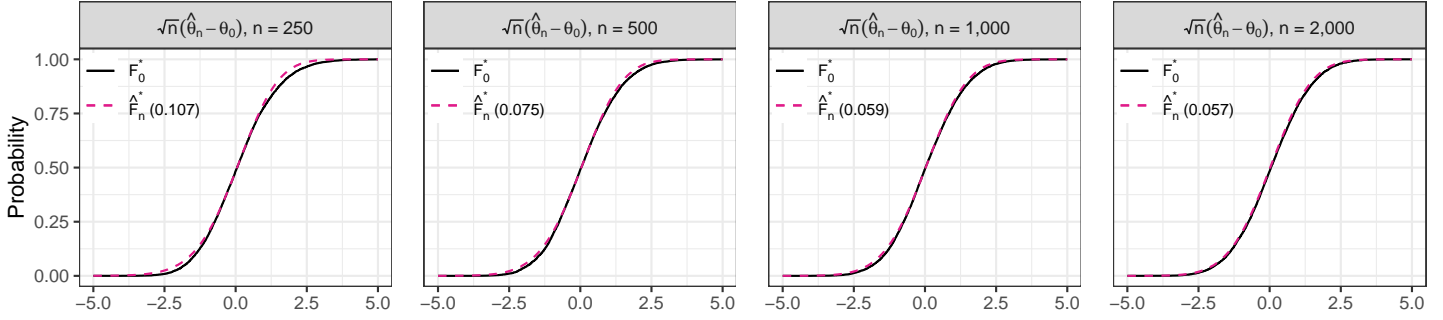 √n(θ̂ₙ − θ₀), n = 250
√n(θ̂ₙ − θ₀), n = 500
√n(θ̂ₙ − θ₀), n = 1,000
√n(θ̂ₙ − θ₀), n = 2,000
Probability
1.00
0.75
0.50
0.25
0.00
F₀*
F̂ₙ* (0.107)
F₀*
F̂ₙ* (0.075)
F₀*
F̂ₙ* (0.059)
F₀*
F̂ₙ* (0.057)
−5.0 −2.5 0.0 2.5 5.0
−5.0 −2.5 0.0 2.5 5.0
−5.0 −2.5 0.0 2.5 5.0
−5.0 −2.5 0.0 2.5 5.0